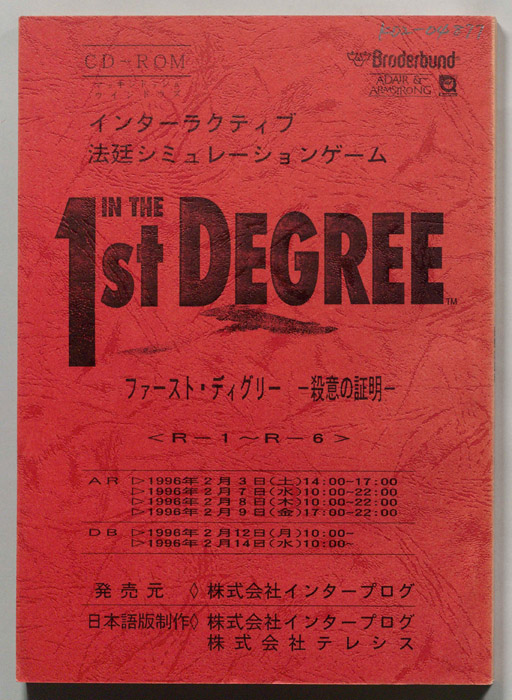 CD-ROM
Brøderbund
ADAIR &
ARMSTRONG
インターラクティブ
法廷シミュレーションゲーム
IN THE
1st DEGREE™
ファースト・ディグリー －殺意の証明－
<R－1～R－6>
AR ▷1996年2月3日(土)14:00~17:00
▷1996年2月7日(水)10:00~22:00
▷1996年2月8日(木)10:00~22:00
▷1996年2月9日(金)17:00~22:00
DB ▷1996年2月12日(月)10:00~
▷1996年2月14日(水)10:00~
発売元 ◇ 株式会社インタープログ
日本語版制作◇ 株式会社インタープログ
株式会社テレシス